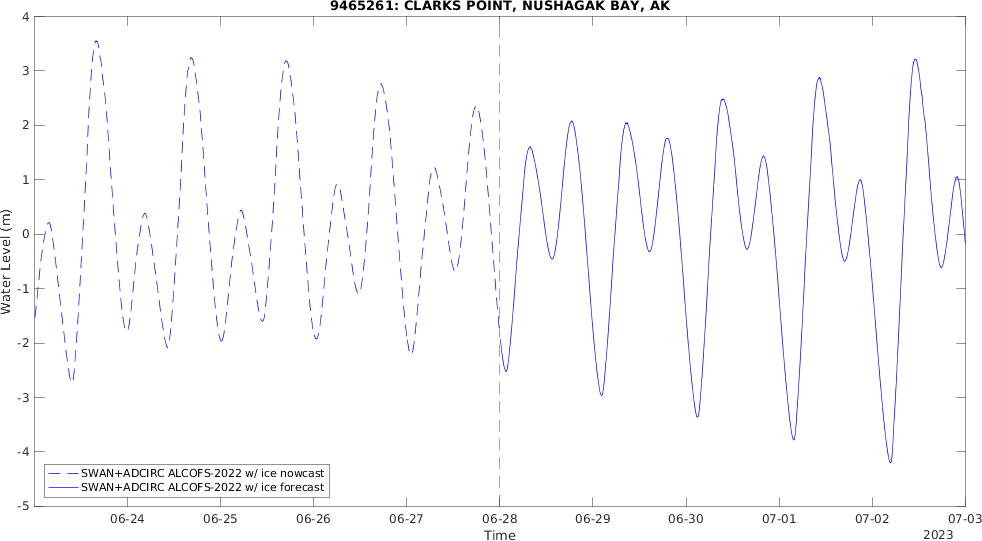 9465261: CLARKS POINT, NUSHAGAK BAY, AK
4
3
2
1
0
-1
-2
-3
-4
-5
Water Level (m)
SWAN+ADCIRC ALCOFS-2022 w/ ice nowcast
SWAN+ADCIRC ALCOFS-2022 w/ ice forecast
06-24 06-25 06-26 06-27 06-28 06-29 06-30 07-01 07-02 07-03
Time
2023